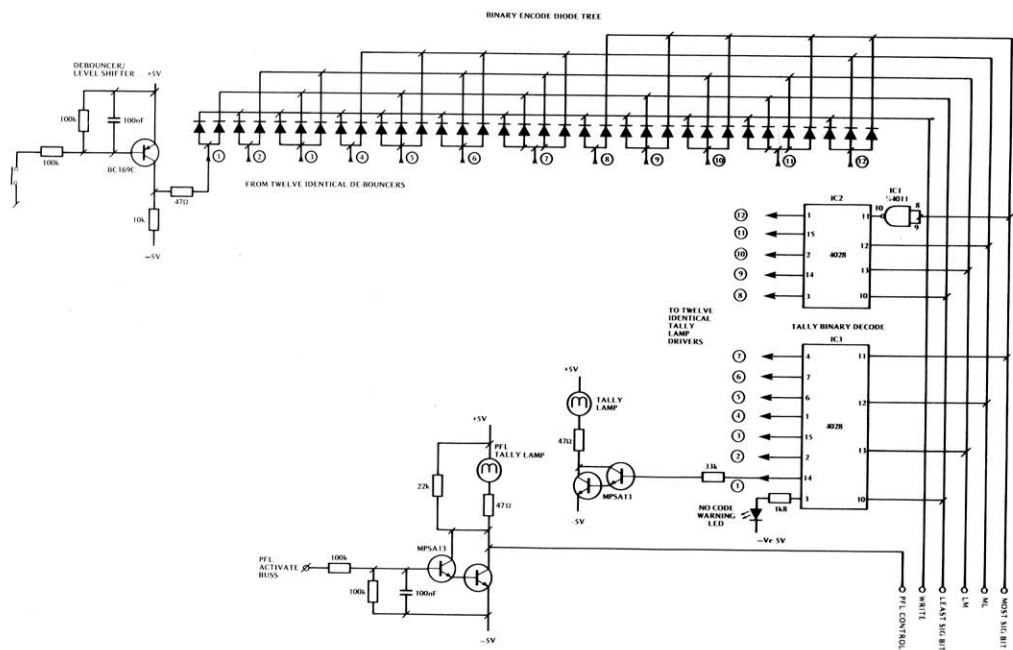 BINARY ENCODE DIODE TREE
DEBOUNCER/
LEVEL SHIFTER
+5V
100k
100nF
100k
BC169C
47Ω
10k
−5V
1
2
3
4
5
6
7
8
9
10
11
12
FROM TWELVE IDENTICAL DE-BOUNCERS
IC1
¼4011
10
8
9
IC2
4028
12
1
11
11
15
12
10
2
13
9
14
10
8
3
TO TWELVE
IDENTICAL
TALLY
LAMP
DRIVERS
TALLY BINARY DECODE
IC3
4028
7
4
11
6
7
5
6
12
4
1
3
15
13
2
2
1
14
3
10
33k
1k8
NO CODE
WARNING
LED
−Ve 5V
+5V
TALLY
LAMP
47Ω
MPSA13
-5V
+5V
PFL
TALLY LAMP
22k
47Ω
MPSA13
PFL
ACTIVATE
BUSS
100k
100k
100nF
−5V
PFL CONTROL
WRITE
LEAST SIG BIT
LM
ML
MOST SIG BIT